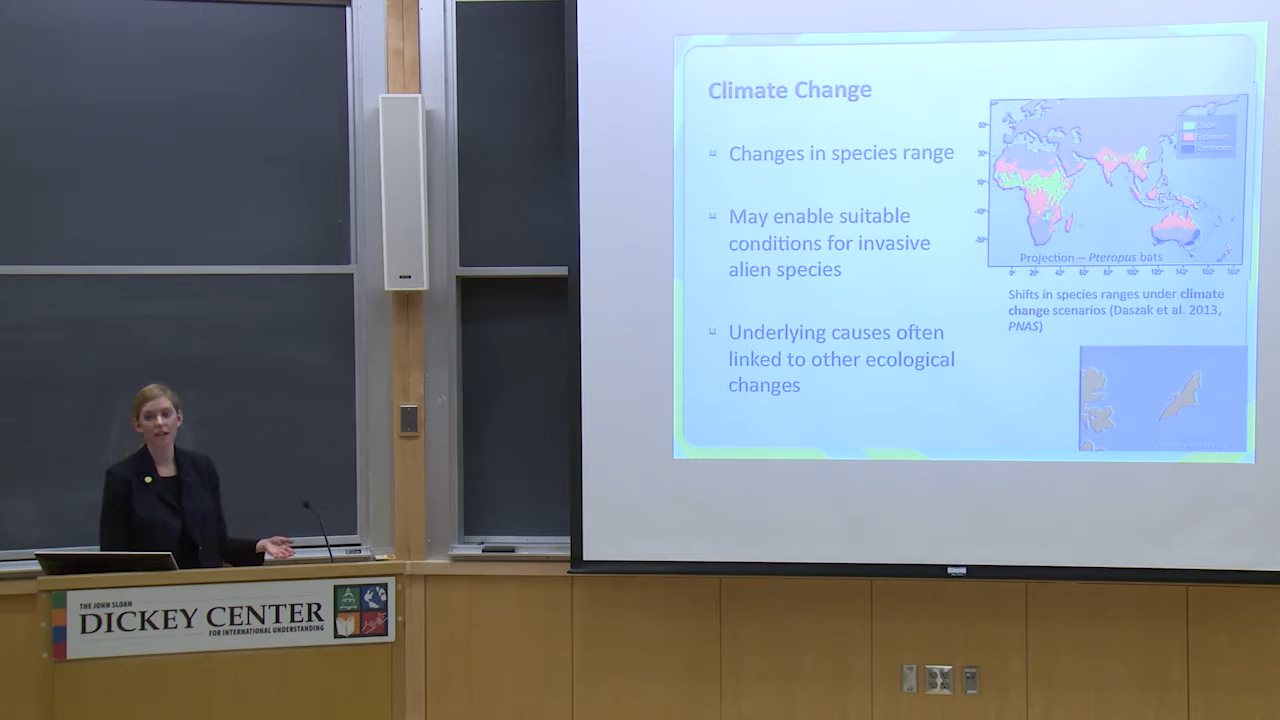 Climate Change
Changes in species range
May enable suitable
conditions for invasive
alien species
Underlying causes often
linked to other ecological
changes
Projection -- Pteropus bats
Shifts in species ranges under climate
change scenarios (Daszak et al. 2013,
PNAS)
THE JOHN SLOAN
DICKEY CENTER
FOR INTERNATIONAL UNDERSTANDING